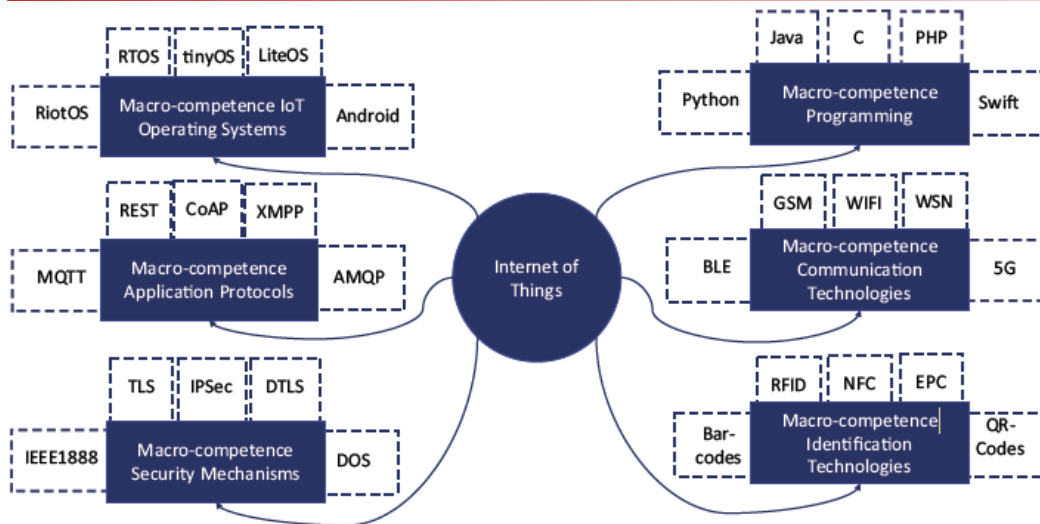 RTOS
tinyOS
LiteOS
RiotOS
Macro-competence IoT
Operating Systems
Android
REST
CoAP
XMPP
MQTT
Macro-competence
Application Protocols
AMQP
TLS
IPSec
DTLS
IEEE1888
Macro-competence
Security Mechanisms
DOS
Internet of
Things
Java
C
PHP
Python
Macro-competence
Programming
Swift
GSM
WIFI
WSN
BLE
Macro-competence
Communication
Technologies
5G
RFID
NFC
EPC
Bar-
codes
Macro-competence
Identification
Technologies
QR-
Codes